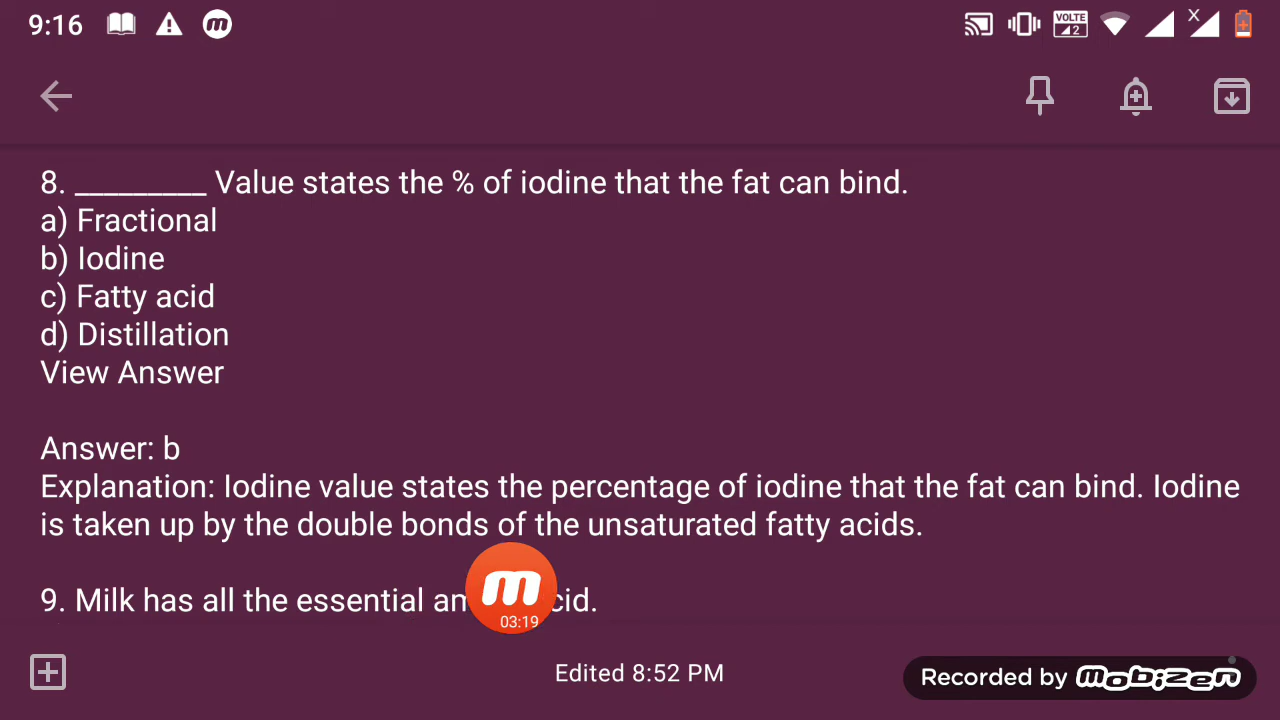 9:16
VOLTE
2
X
8. _________ Value states the % of iodine that the fat can bind.
a) Fractional
b) Iodine
c) Fatty acid
d) Distillation
View Answer
Answer: b
Explanation: Iodine value states the percentage of iodine that the fat can bind. Iodine
is taken up by the double bonds of the unsaturated fatty acids.
9. Milk has all the essential am cid.
m
03:19
Edited 8:52 PM
Recorded by mobizen